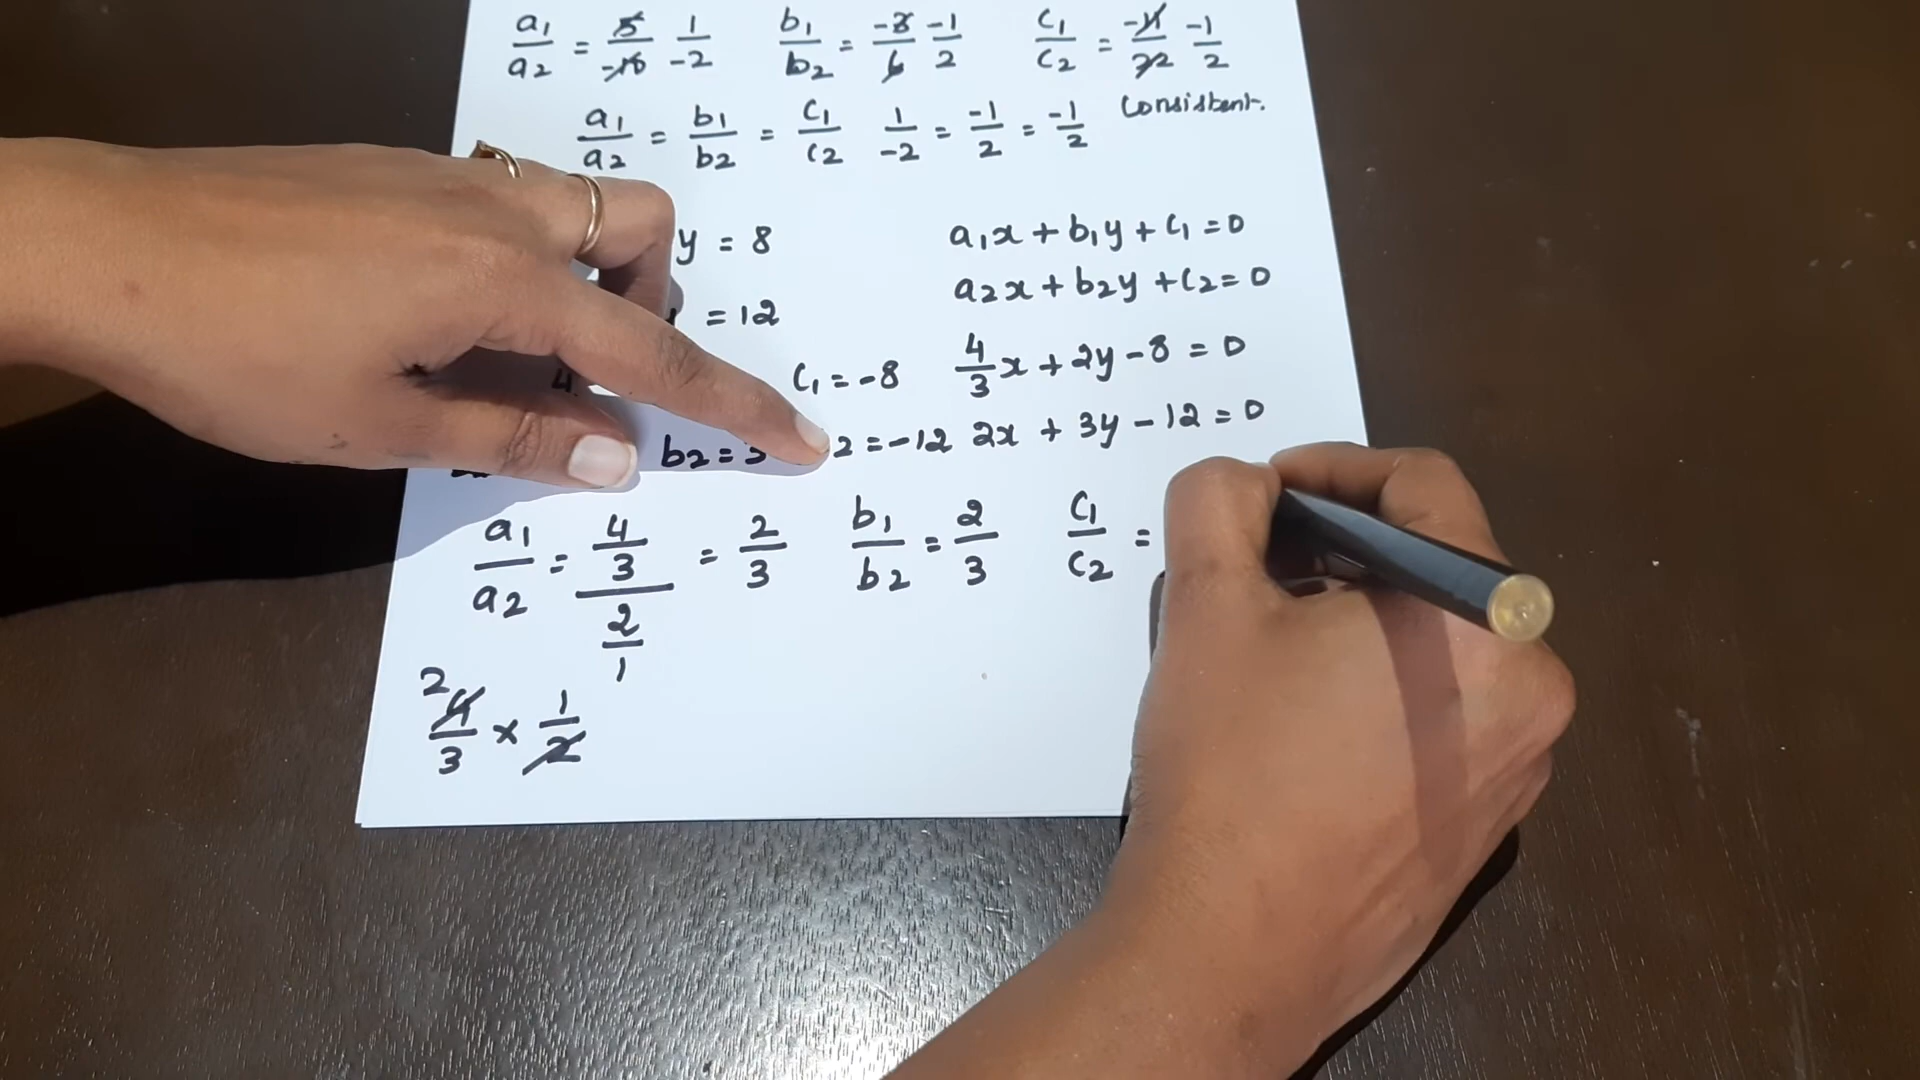 a1/a2 = 5/-10 1/-2 b1/b2 = -3/6 -1/2 c1/c2 = -11/22 -1/2
a1/a2 = b1/b2 = c1/c2 1/-2 = -1/2 = -1/2 Consistent.
y = 8 a1x + b1y + c1 = 0
= 12 a2x + b2y + c2 = 0
4 c1 = -8 4/3 x + 2y - 8 = 0
b2 = 3 2 = -12 2x + 3y - 12 = 0
a1/a2 = 4/3 / 2/1 = 2/3 b1/b2 = 2/3 c1/c2 =
2
4/3 × 1/2